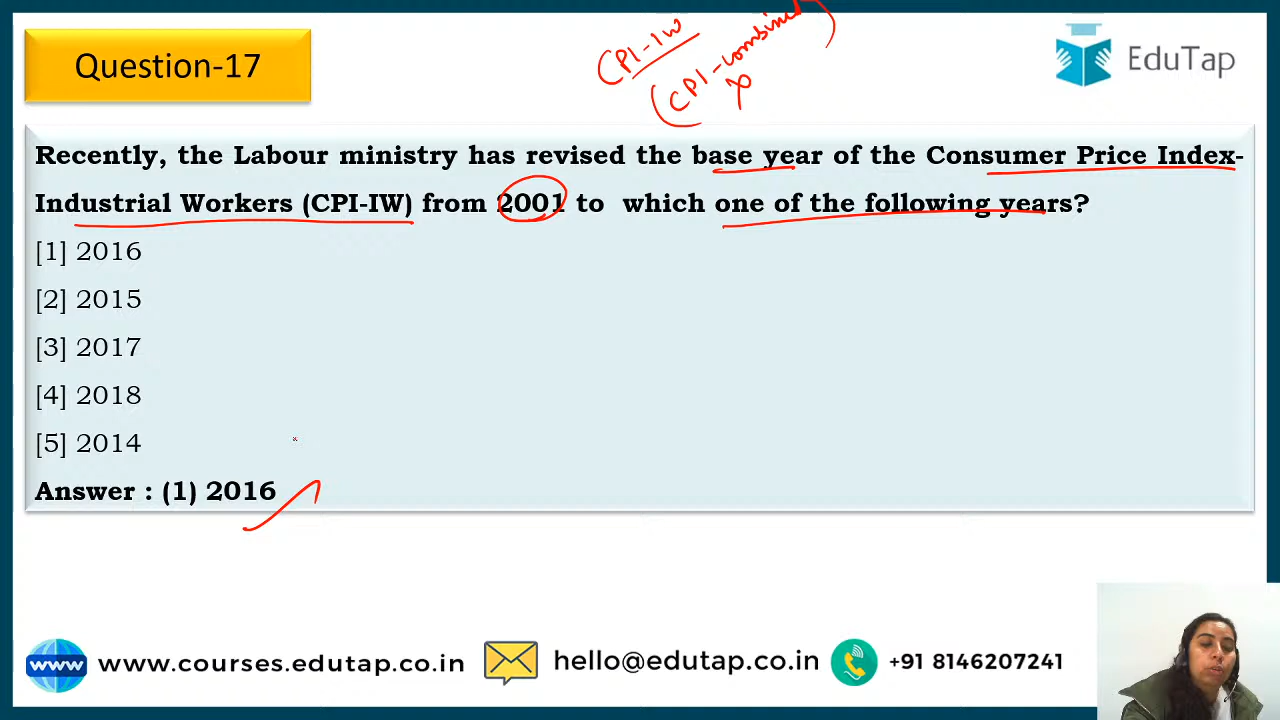 CPI-IW
(CPI-combined)
Question-17
EduTap
Recently, the Labour ministry has revised the base year of the Consumer Price Index-
Industrial Workers (CPI-IW) from 2001 to which one of the following years?
[1] 2016
[2] 2015
[3] 2017
[4] 2018
[5] 2014
Answer : (1) 2016
www www.courses.edutap.co.in hello@edutap.co.in +91 8146207241